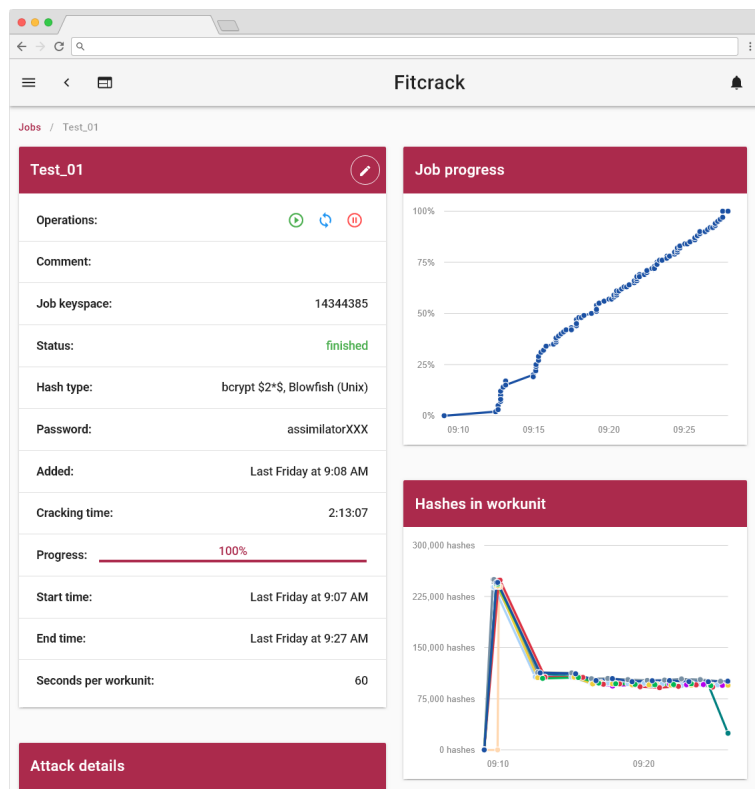 Fitcrack
Jobs / Test_01
Test_01
Operations:
Comment:
Job keyspace: 14344385
Status: finished
Hash type: bcrypt $2*$, Blowfish (Unix)
Password: assimilatorXXX
Added: Last Friday at 9:08 AM
Cracking time: 2:13:07
Progress: 100%
Start time: Last Friday at 9:07 AM
End time: Last Friday at 9:27 AM
Seconds per workunit: 60
Attack details
Job progress
100%
75%
50%
25%
0%
09:10 09:15 09:20 09:25
Hashes in workunit
300,000 hashes
225,000 hashes
150,000 hashes
75,000 hashes
0 hashes
09:10 09:20